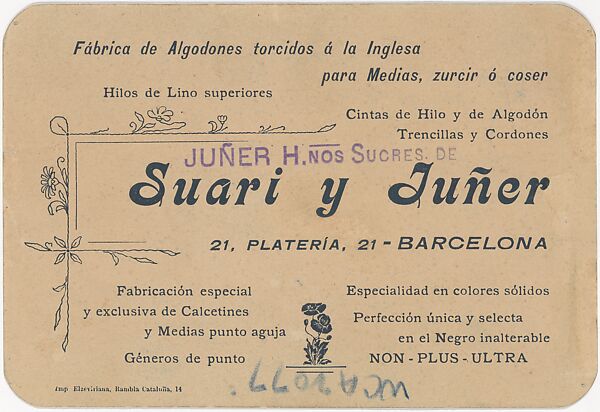 Fábrica de Algodones torcidos á la Inglesa
para Medias, zurcir ó coser
Hilos de Lino superiores
Cintas de Hilo y de Algodón
Trencillas y Cordones
JUÑER H.NOS SUCRES. DE
Suari y Juñer
21, PLATERÍA, 21 - BARCELONA
Fabricación especial
y exclusiva de Calcetines
y Medias punto aguja
Géneros de punto
Especialidad en colores sólidos
Perfección única y selecta
en el Negro inalterable
NON - PLUS - ULTRA
Imp Elzeviriana, Rambla Cataluña, 14